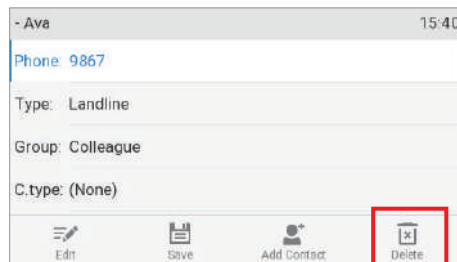 - Ava 15:40
Phone: 9867
Type: Landline
Group: Colleague
C.type: (None)
Edit Save Add Contact Delete